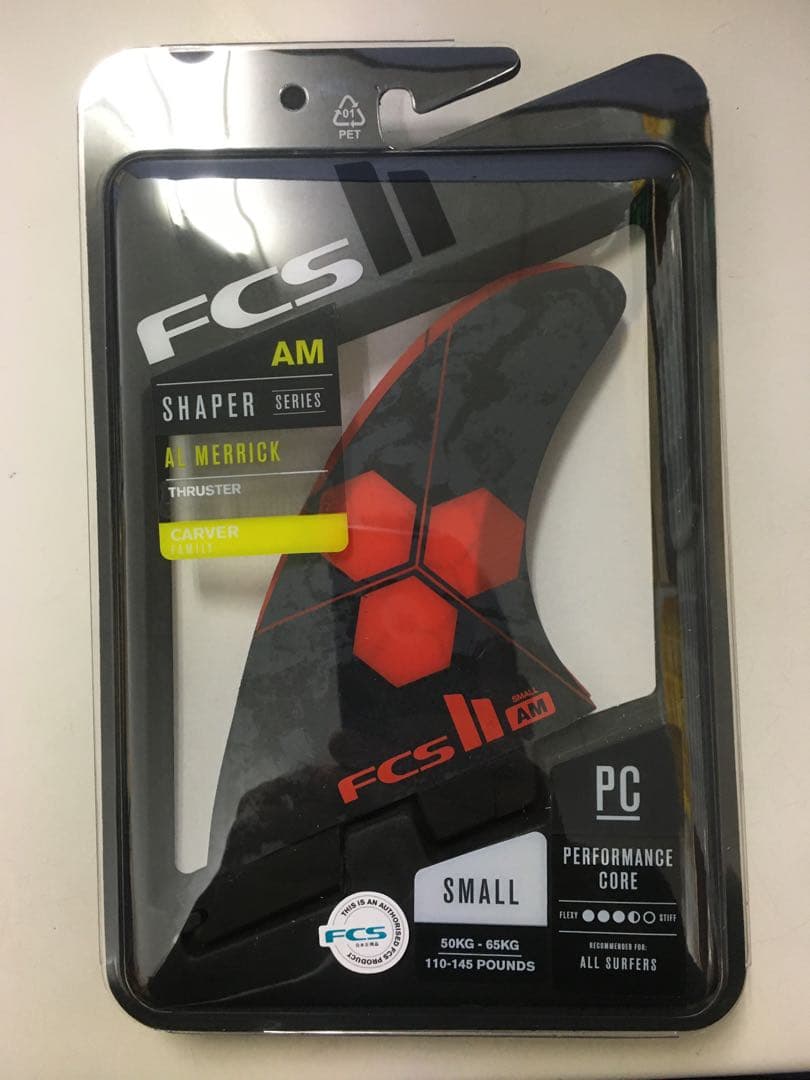 01
PET
FCS II
AM
SHAPER SERIES
AL MERRICK
THRUSTER
CARVER
FAMILY
SMALL
FCS II AM
PC
PERFORMANCE
CORE
FLEXY STIFF
RECOMMENDED FOR:
ALL SURFERS
SMALL
50KG - 65KG
110-145 POUNDS
THIS IS AN AUTHORISED FCS PRODUCT
FCS